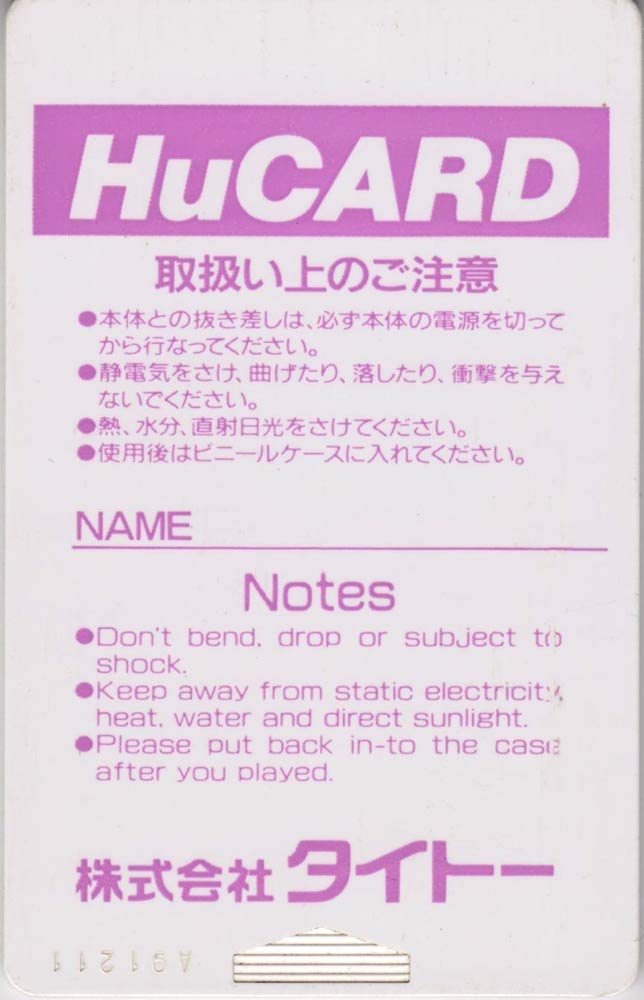 HuCARD
取扱い上のご注意
●本体との抜き差しは、必ず本体の電源を切って
から行なってください。
●静電気をさけ、曲げたり、落したり、衝撃を与え
ないでください。
●熱、水分、直射日光をさけてください。
●使用後はビニールケースに入れてください。
NAME
Notes
●Don't bend, drop or subject to
shock.
●Keep away from static electricity,
heat, water and direct sunlight.
●Please put back in-to the case
after you played.
株式会社タイトー
A91211